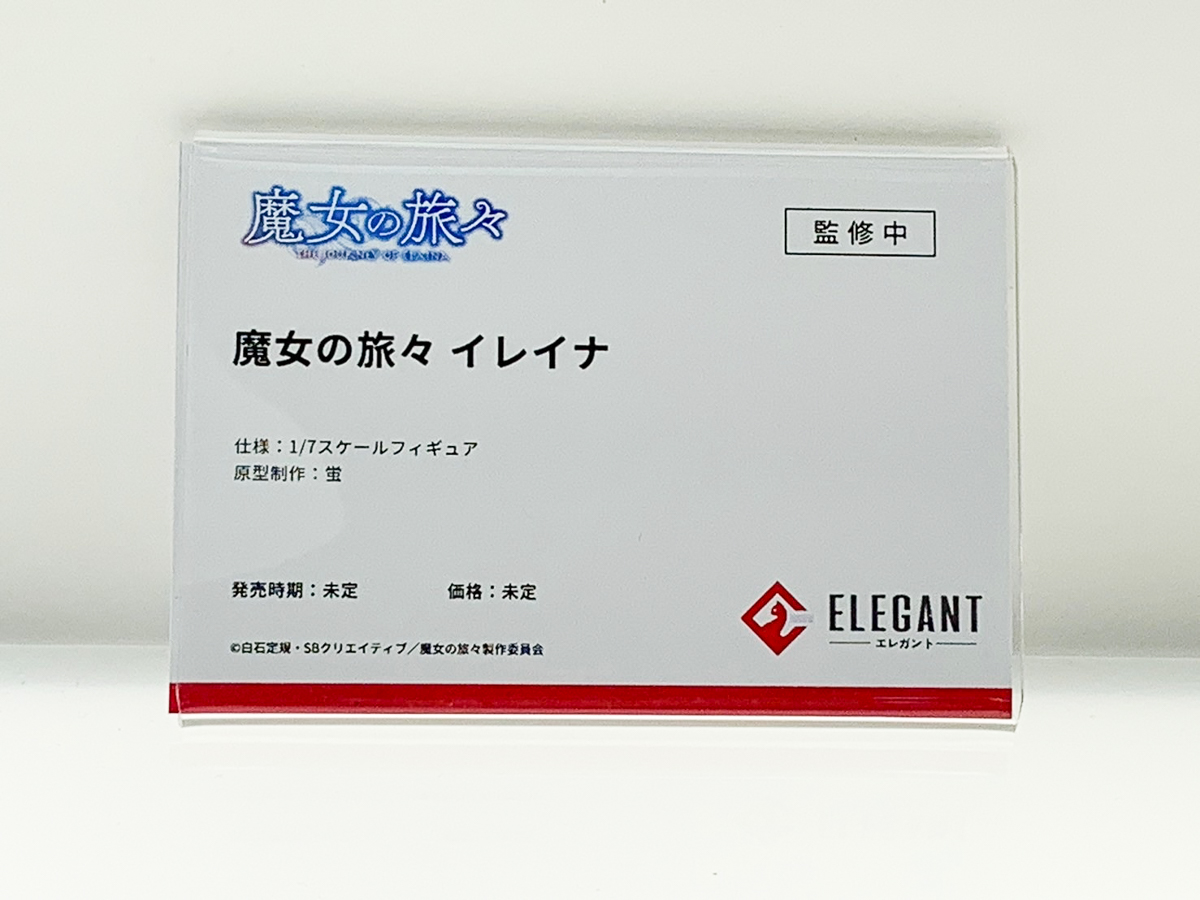 魔女の旅々
THE JOURNEY OF ELAINA
監修中
魔女の旅々 イレイナ
仕様：1/7スケールフィギュア
原型制作：蛍
発売時期：未定
価格：未定
ELEGANT
エレガント
©白石定規・SBクリエイティブ／魔女の旅々製作委員会